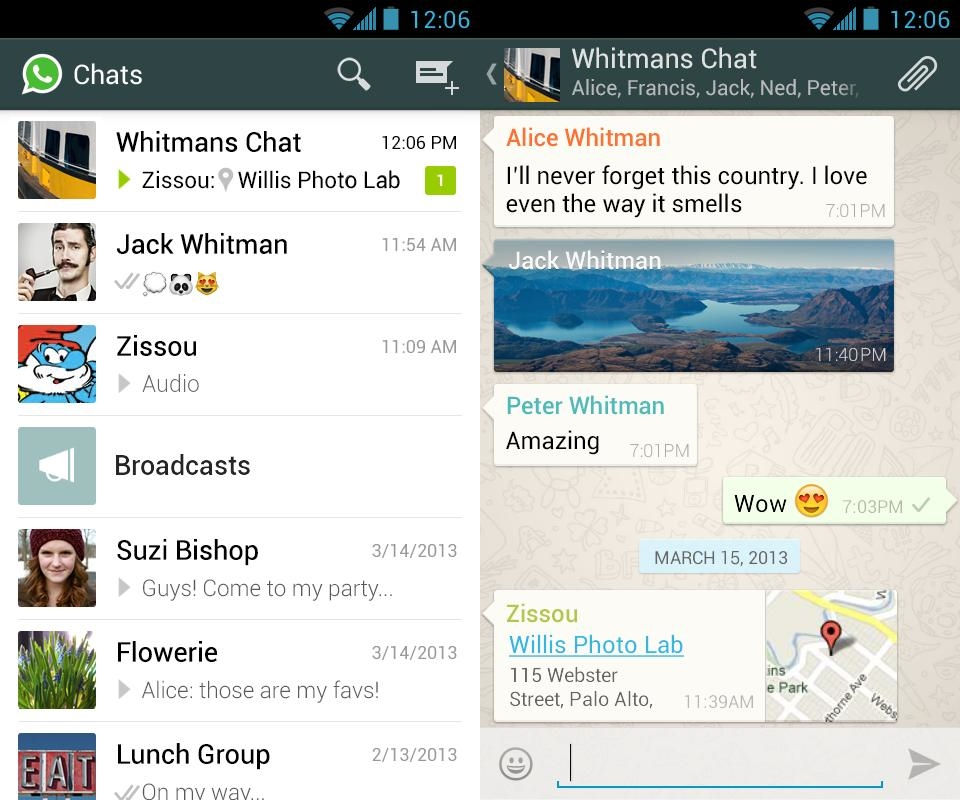 12:06
Chats
Whitmans Chat 12:06 PM
Zissou: Willis Photo Lab 1
Jack Whitman 11:54 AM
Zissou 11:09 AM
Audio
Broadcasts
Suzi Bishop 3/14/2013
Guys! Come to my party...
Flowerie 3/14/2013
Alice: those are my favs!
EAT
Lunch Group 2/13/2013
On my way...
12:06
Whitmans Chat
Alice, Francis, Jack, Ned, Peter,
Alice Whitman
I'll never forget this country. I love
even the way it smells 7:01PM
Jack Whitman
11:40PM
Peter Whitman
Amazing 7:01PM
Wow 😍 7:03PM
MARCH 15, 2013
Zissou
Willis Photo Lab
115 Webster
Street, Palo Alto, 11:39AM
ins
e Park
thorne Ave
Webs